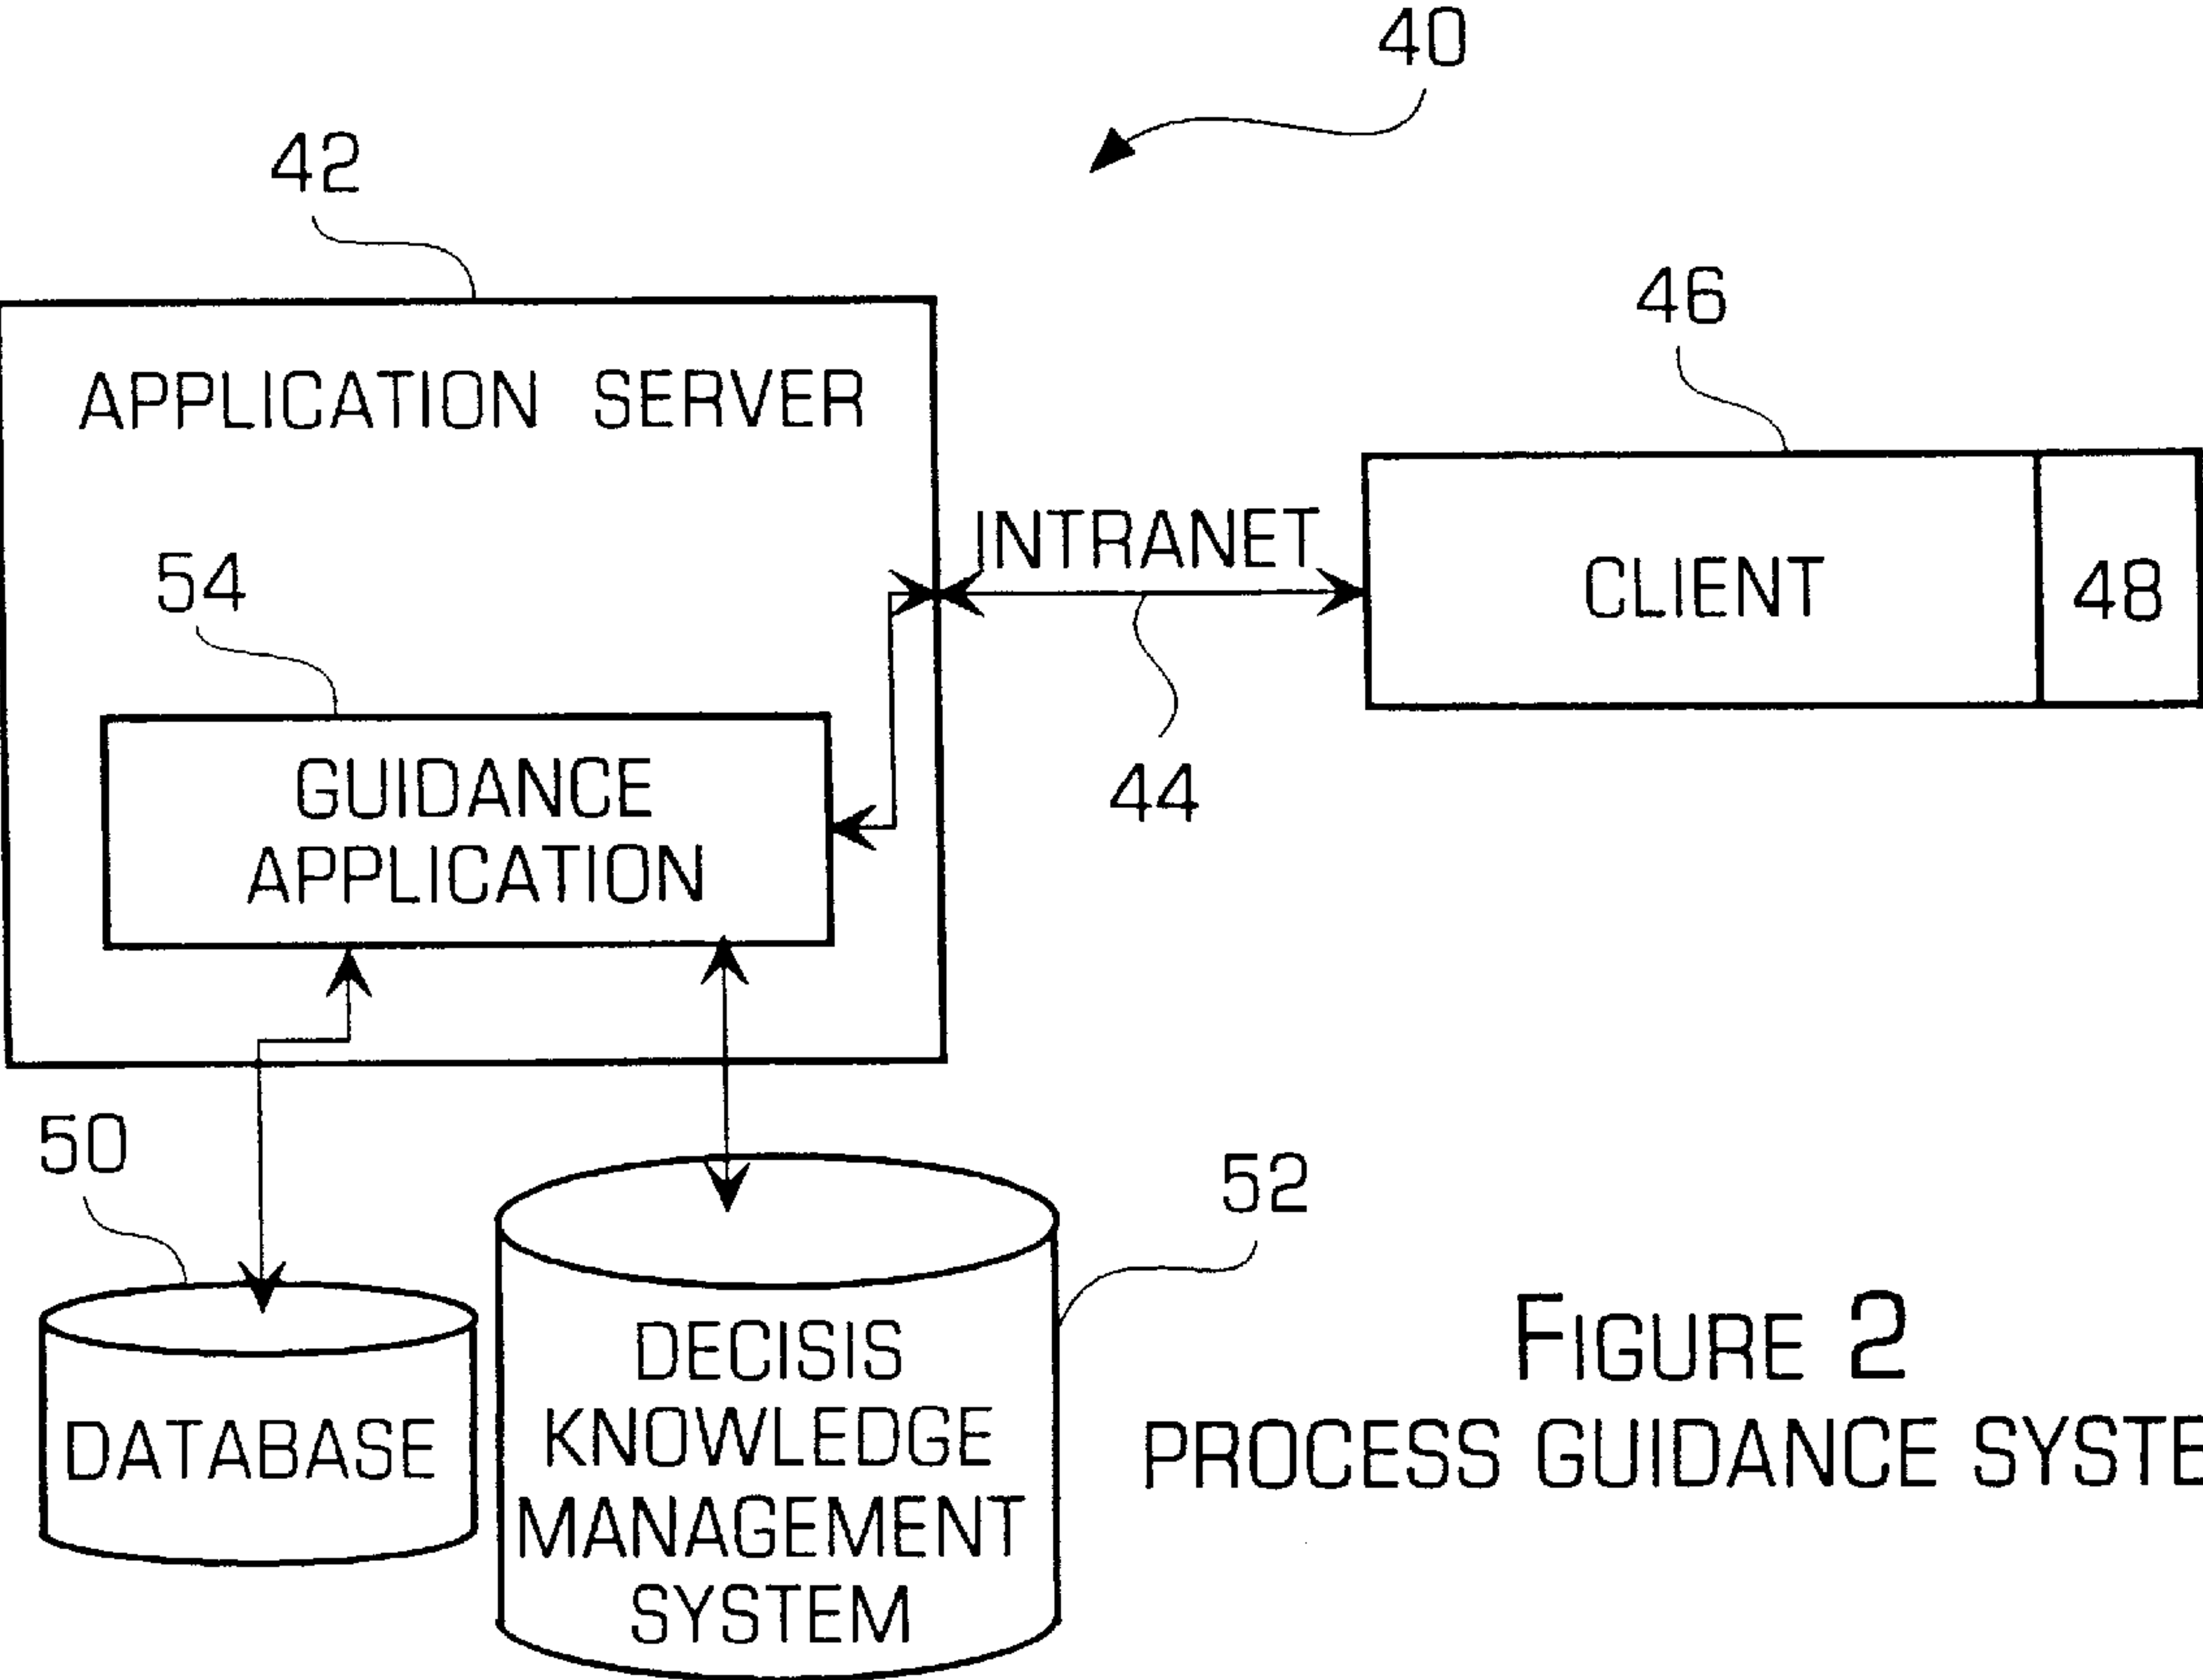 40
42
46
APPLICATION SERVER
INTRANET
54
CLIENT
48
44
GUIDANCE
APPLICATION
50
52
DECISIS
KNOWLEDGE
MANAGEMENT
SYSTEM
DATABASE
FIGURE 2
PROCESS GUIDANCE SYSTE